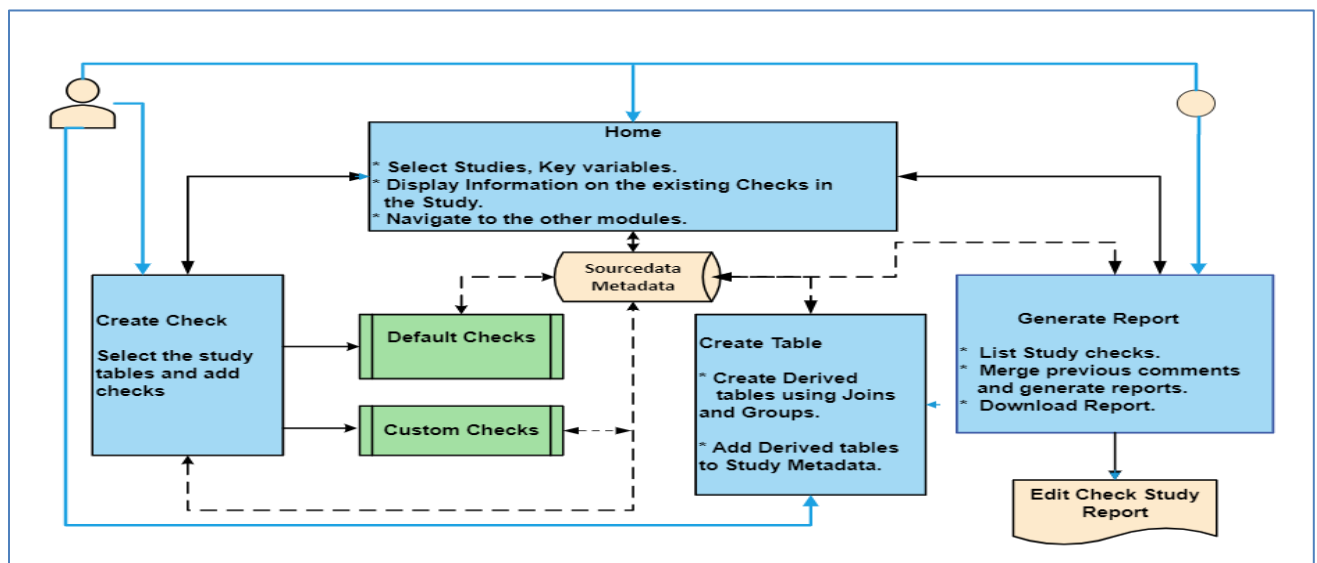 Home
* Select Studies, Key variables.
* Display Information on the existing Checks in
the Study.
* Navigate to the other modules.
Sourcedata
Metadata
Create Check
Select the study
tables and add
checks
Default Checks
Custom Checks
Create Table
* Create Derived
tables using Joins
and Groups.
* Add Derived tables
to Study Metadata.
Generate Report
* List Study checks.
* Merge previous comments
and generate reports.
* Download Report.
Edit Check Study
Report